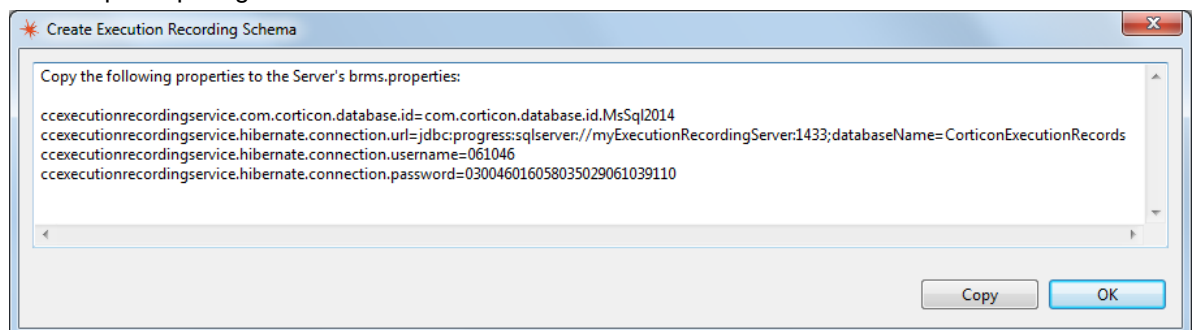 Create Execution Recording Schema
Copy the following properties to the Server's brms.properties:
ccexecutionrecordingservice.com.corticon.database.id=com.corticon.database.id.MsSql2014
ccexecutionrecordingservice.hibernate.connection.url=jdbc:progress:sqlserver://myExecutionRecordingServer:1433;databaseName=CorticonExecutionRecords
ccexecutionrecordingservice.hibernate.connection.username=061046
ccexecutionrecordingservice.hibernate.connection.password=030046016058035029061039110
Copy OK